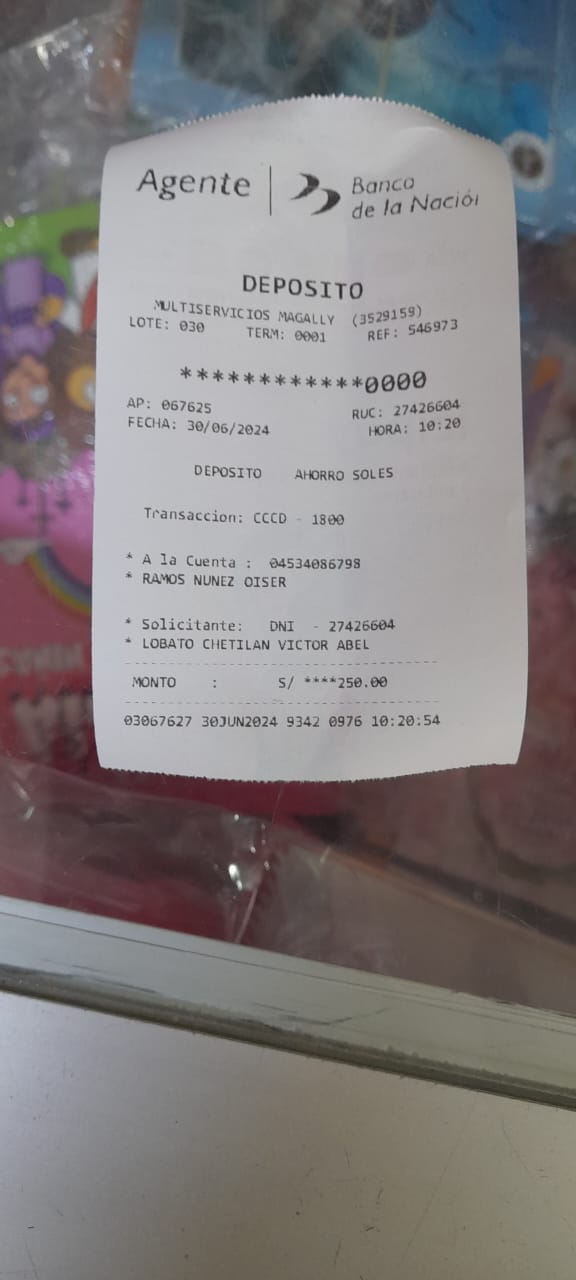 Agente | Banco
de la Nación
DEPOSITO
MULTISERVICIOS MAGALLY (3529159)
LOTE: 030 TERM: 0001 REF: 546973
************0000
AP: 067625 RUC: 27426604
FECHA: 30/06/2024 HORA: 10:20
DEPOSITO AHORRO SOLES
Transaccion: CCCD - 1800
* A la Cuenta : 04534086798
* RAMOS NUNEZ OISER
* Solicitante: DNI - 27426604
* LOBATO CHETILAN VICTOR ABEL
MONTO : S/ ****250.00
03067627 30JUN2024 9342 0976 10:20:54